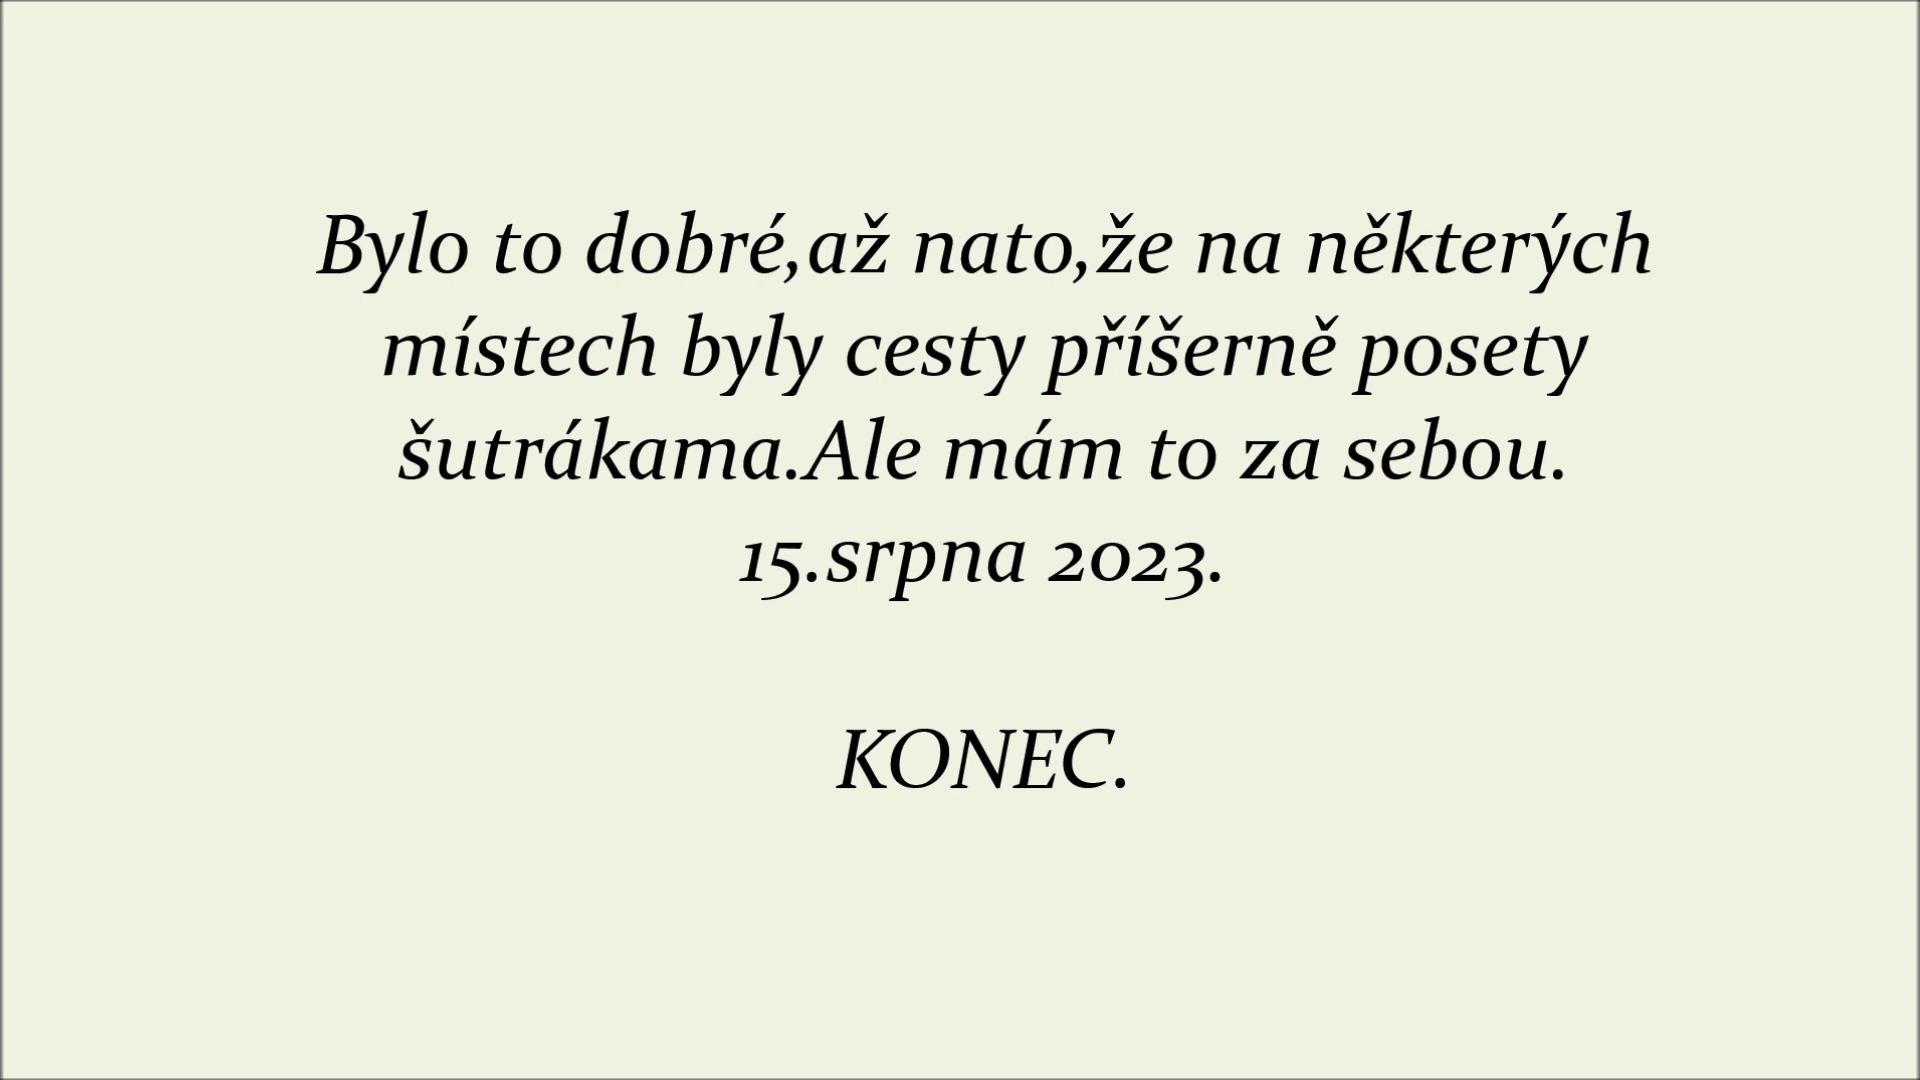 Bylo to dobré,až nato,že na některých
místech byly cesty příšerně posety
šutrákama.Ale mám to za sebou.
15.srpna 2023.
KONEC.